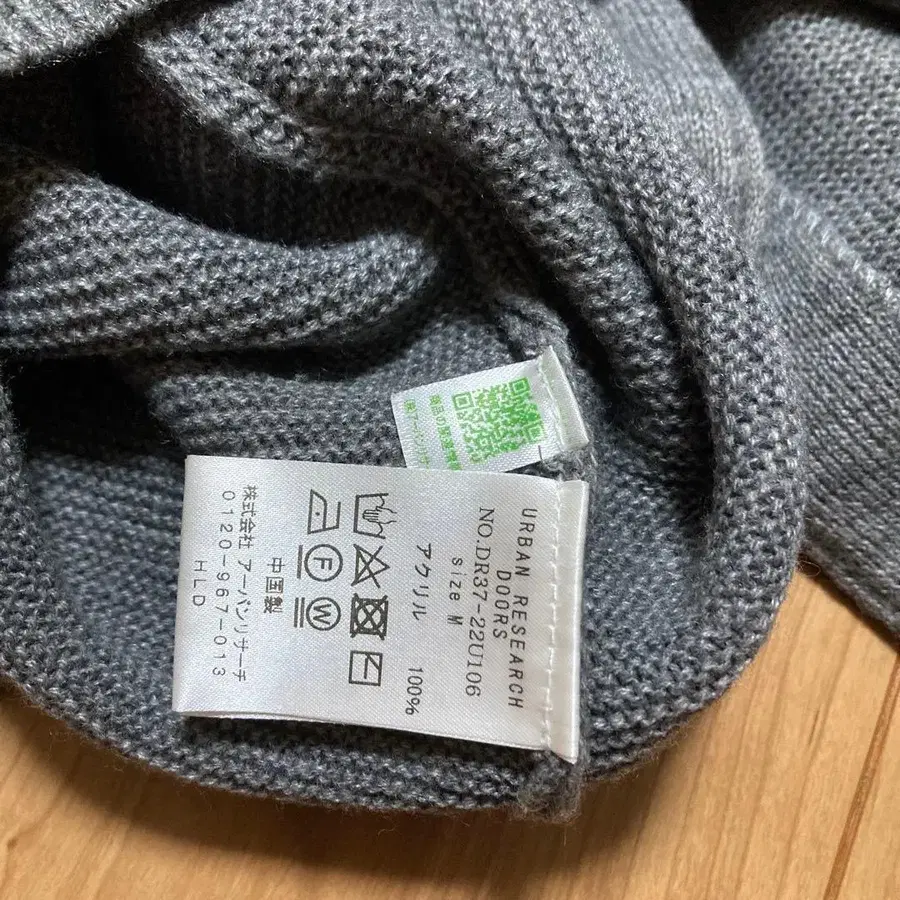 URBAN RESEARCH
DOORS
NO.DR37-22U106
size M
アクリル 100%
中国製
株式会社 アーバンリサーチ
0120-967-013
HLD